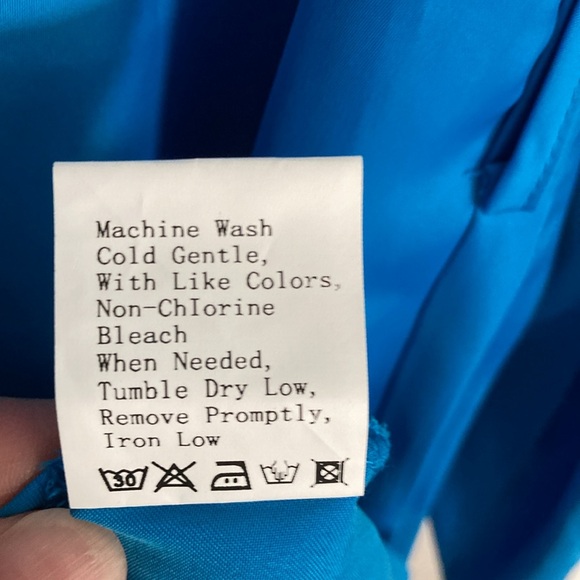 Machine Wash
Cold Gentle,
With Like Colors,
Non-ChIorine
Bleach
When Needed,
Tumble Dry Low,
Remove Promptly,
Iron Low
30